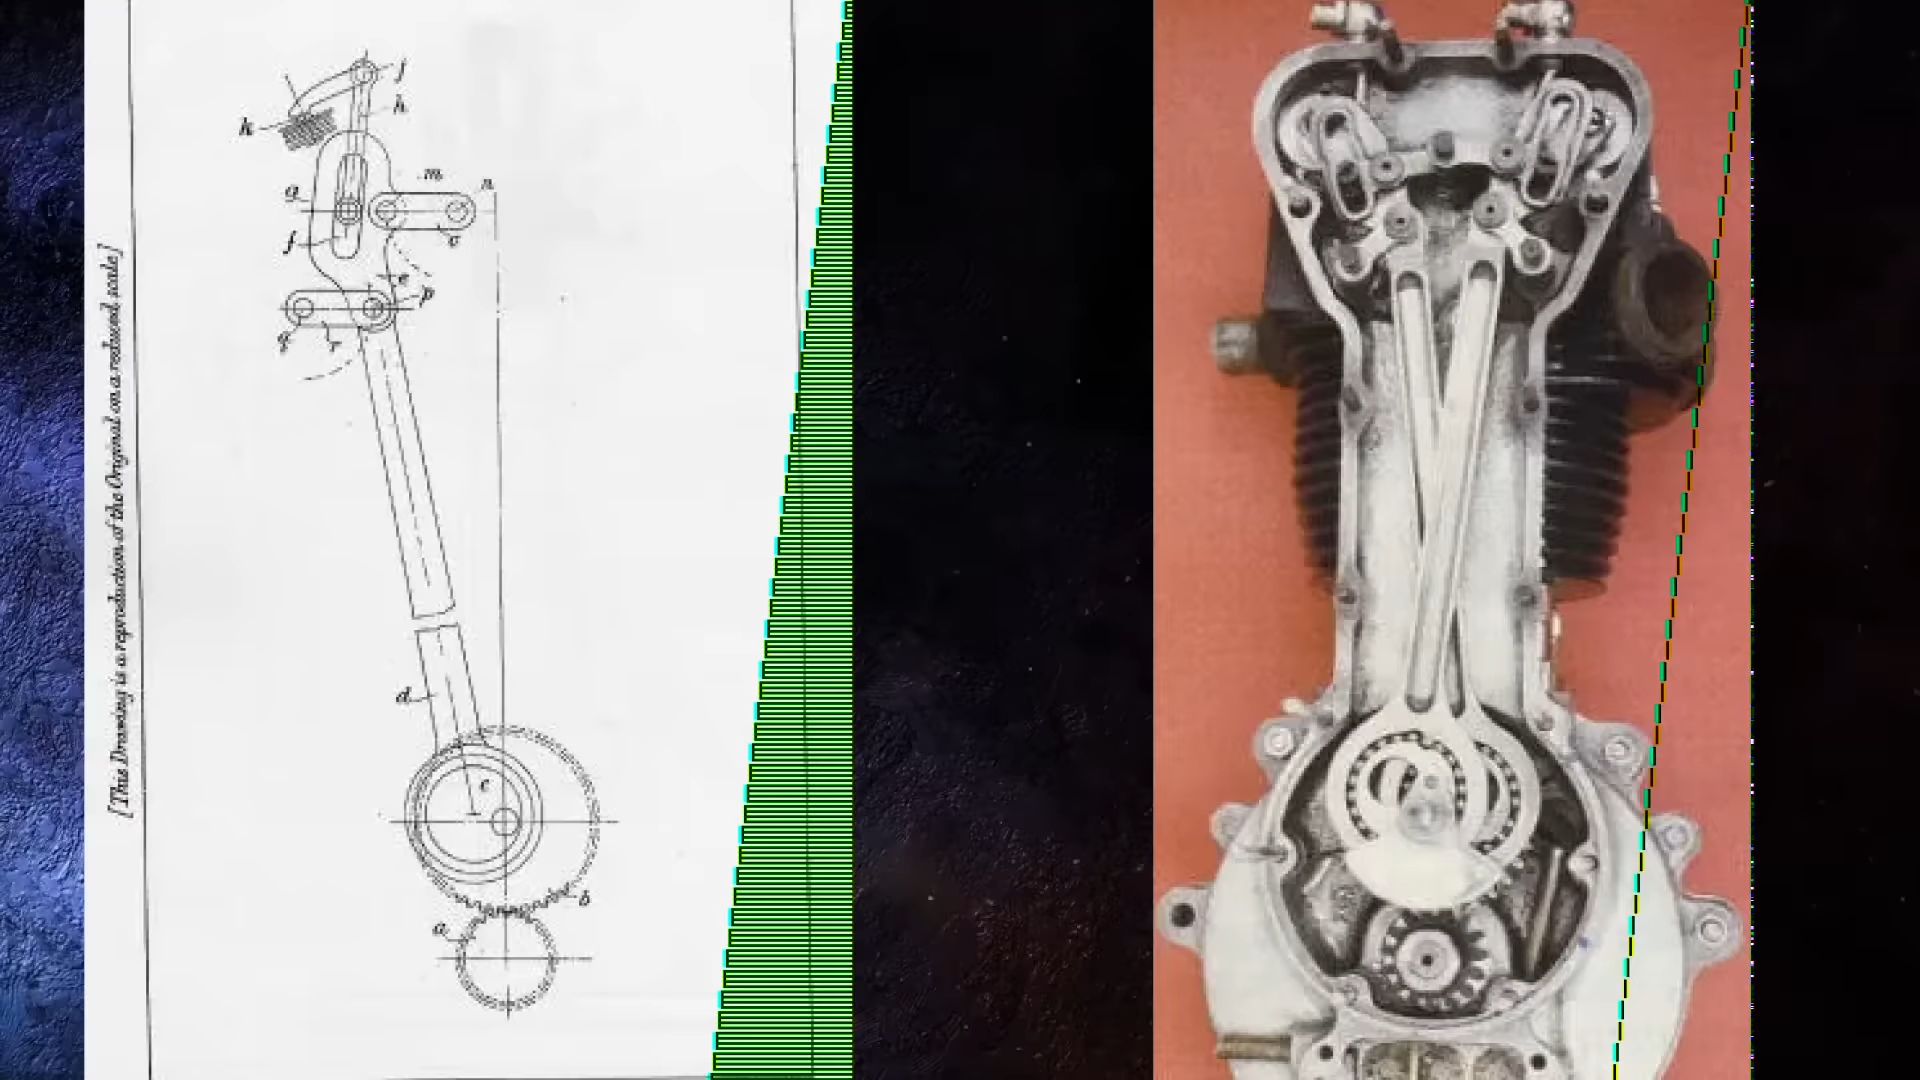 [This Drawing is a reproduction of the Original on a reduced scale]
j
h
k
m
n
g
f
c
e
p
q
r
d
c
b
a